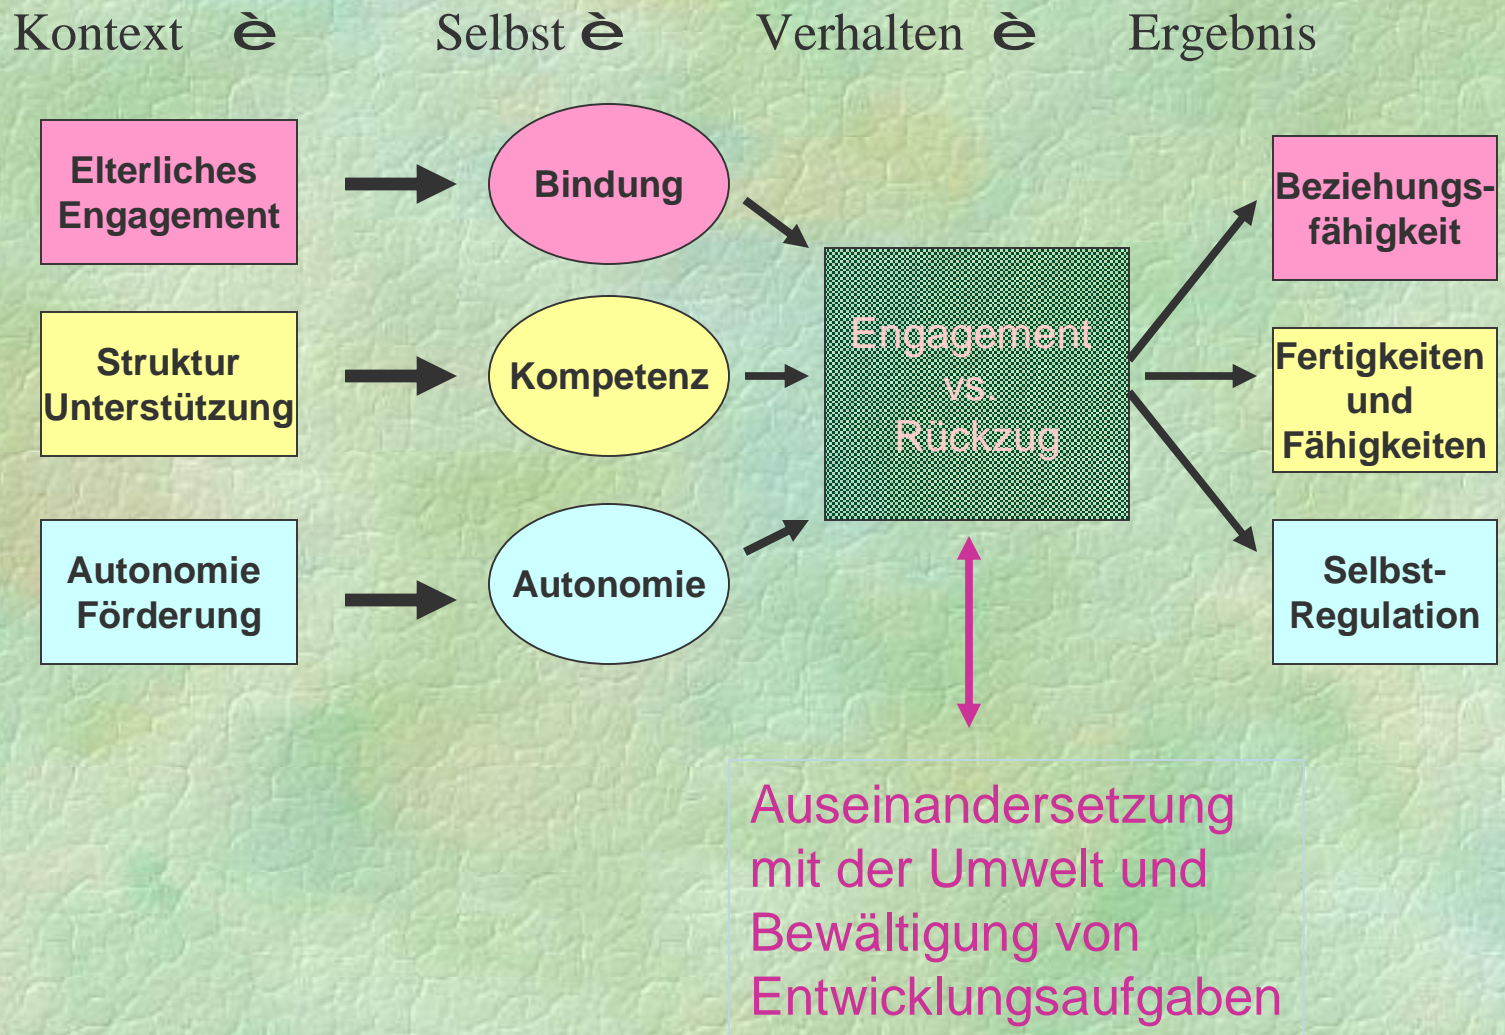 Kontext è Selbst è Verhalten è Ergebnis
Elterliches
Engagement
Bindung
Beziehungs-
fähigkeit
Struktur
Unterstützung
Kompetenz
Engagement
vs.
Rückzug
Fertigkeiten
und
Fähigkeiten
Autonomie
Förderung
Autonomie
Selbst-
Regulation
Auseinandersetzung
mit der Umwelt und
Bewältigung von
Entwicklungsaufgaben